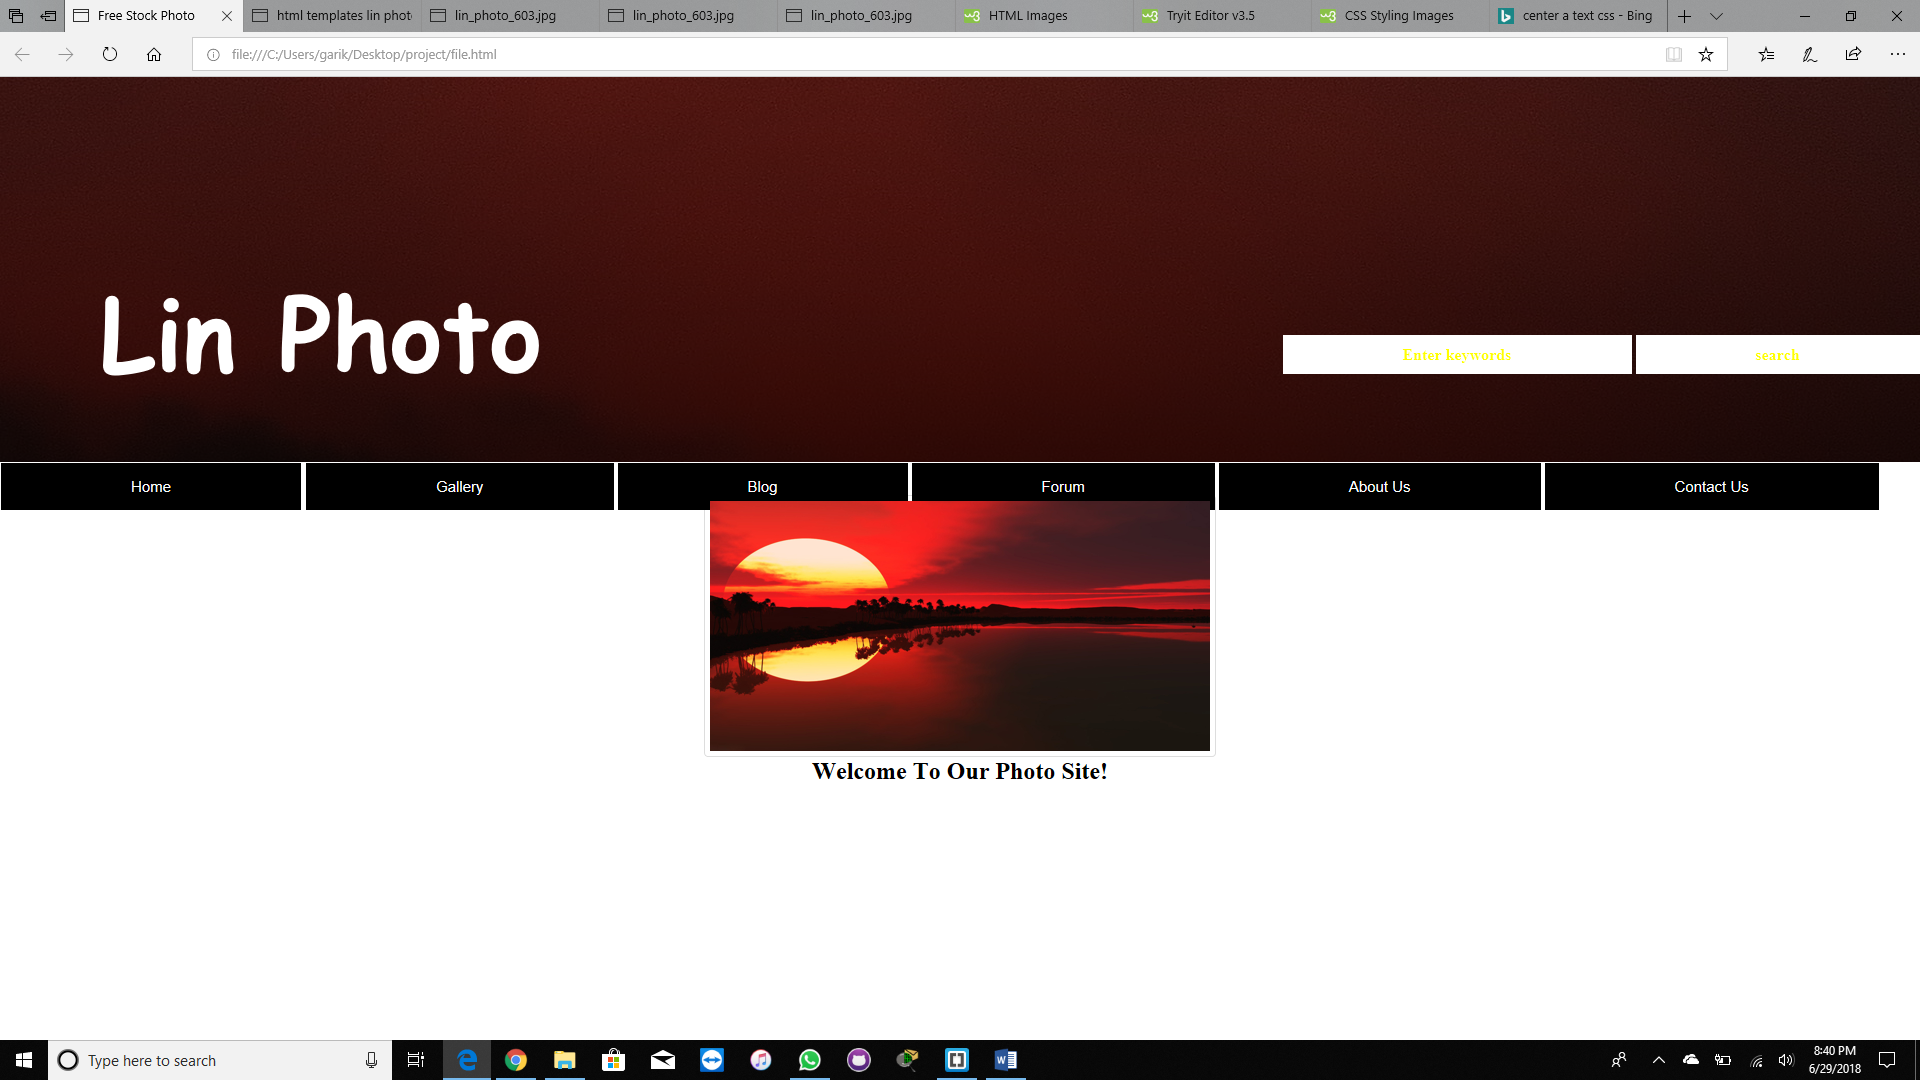 Free Stock Photo
html templates lin phot
lin_photo_603.jpg
lin_photo_603.jpg
lin_photo_603.jpg
HTML Images
Tryit Editor v3.5
CSS Styling Images
center a text css - Bing
file:///C:/Users/garik/Desktop/project/file.html
Lin Photo
Enter keywords
search
Home
Gallery
Blog
Forum
About Us
Contact Us
Welcome To Our Photo Site!
Type here to search
8:40 PM
6/29/2018